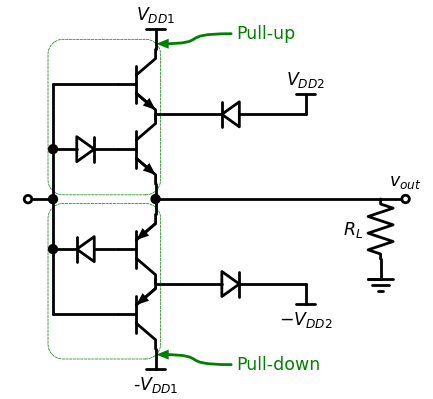 V_DD1
Pull-up
V_DD2
v_out
R_L
−V_DD2
Pull-down
-V_DD1